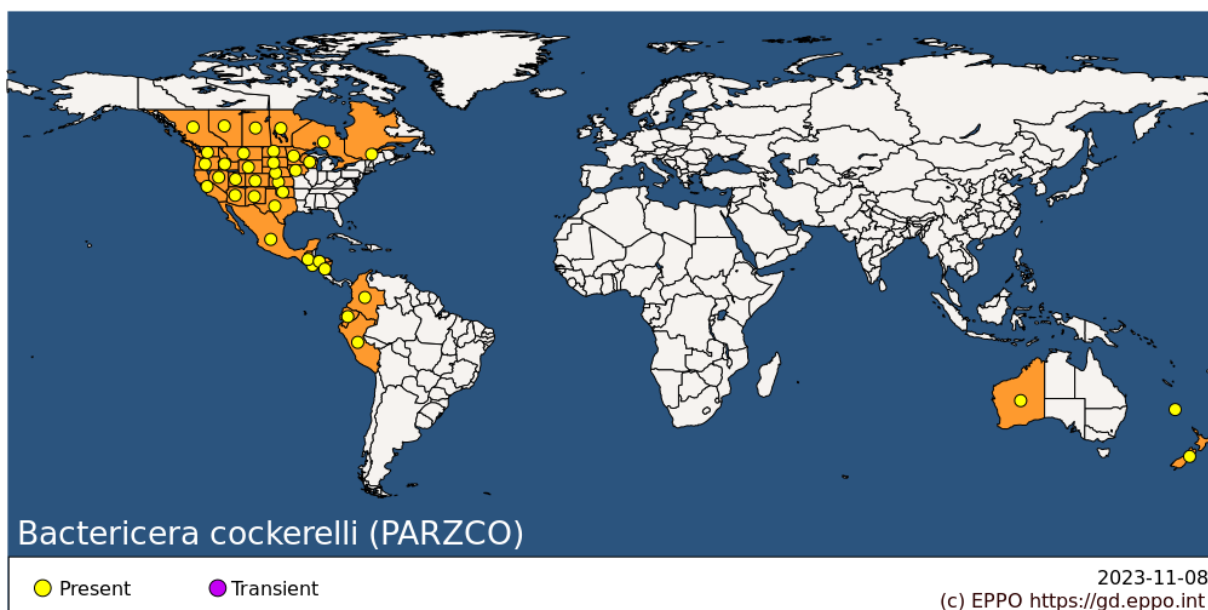 Bactericera cockerelli (PARZCO)
Present
Transient
2023-11-08
(c) EPPO https://gd.eppo.int